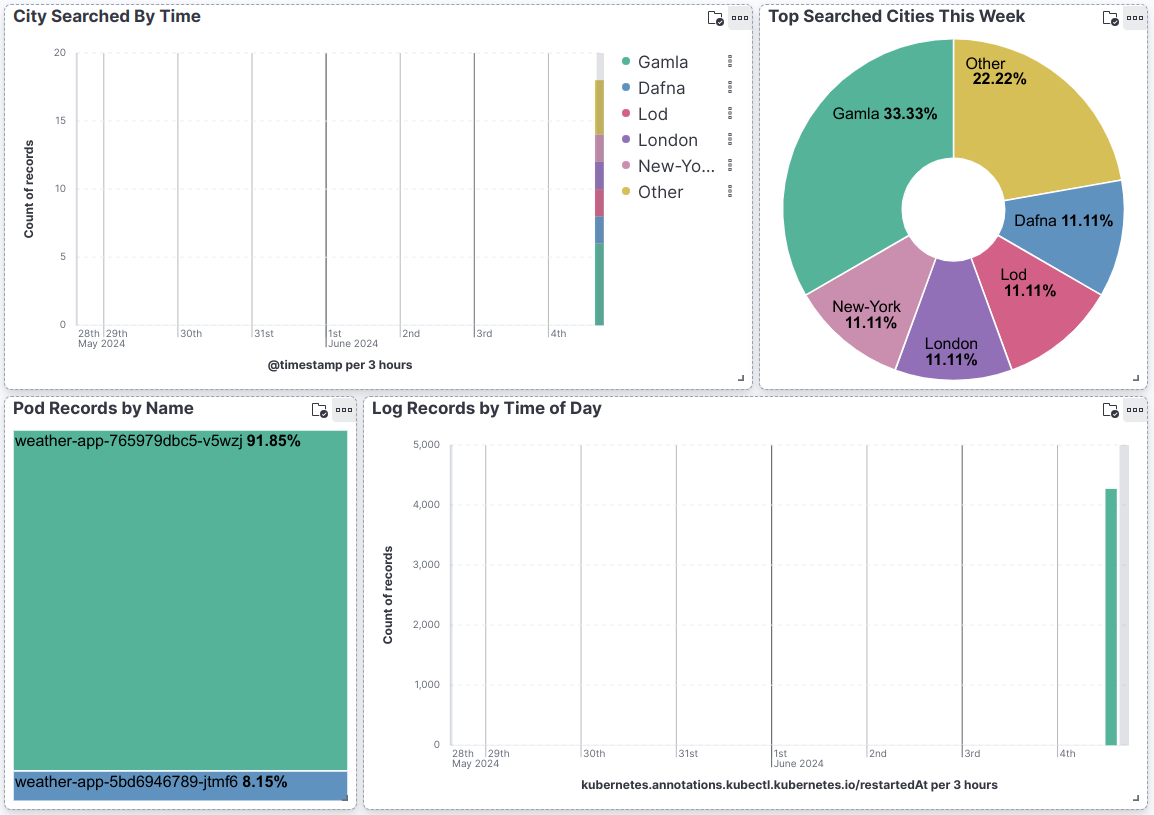 City Searched By Time
20
15
10
5
0
Count of records
28th
May 2024
29th
30th
31st
1st
June 2024
2nd
3rd
4th
@timestamp per 3 hours
Gamla
Dafna
Lod
London
New-Yo...
Other
Top Searched Cities This Week
Other
22.22%
Gamla 33.33%
Dafna 11.11%
Lod
11.11%
New-York
11.11%
London
11.11%
Pod Records by Name
weather-app-765979dbc5-v5wzj 91.85%
weather-app-5bd6946789-jtmf6 8.15%
Log Records by Time of Day
5,000
4,000
3,000
2,000
1,000
0
Count of records
28th
May 2024
29th
30th
31st
1st
June 2024
2nd
3rd
4th
kubernetes.annotations.kubectl.kubernetes.io/restartedAt per 3 hours